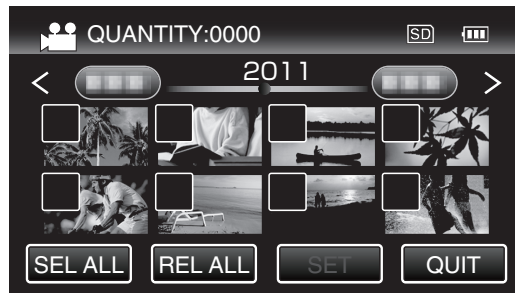 QUANTITY:0000 SD
2011
SEL ALL REL ALL SET QUIT